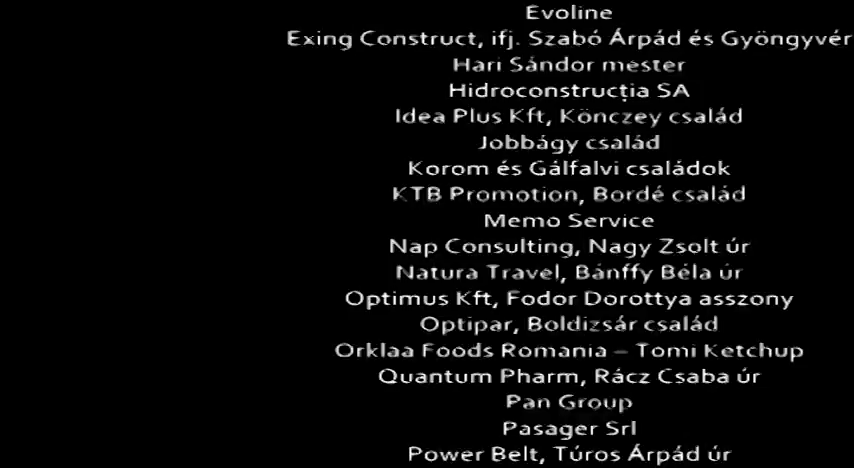 Evoline
Exing Construct, ifj. Szabó Árpád és Gyöngyvér
Hari Sándor mester
Hidroconstrucția SA
Idea Plus Kft, Könczey család
Jobbágy család
Korom és Gálfalvi családok
KTB Promotion, Bordé család
Memo Service
Nap Consulting, Nagy Zsolt úr
Natura Travel, Bánffy Béla úr
Optimus Kft, Fodor Dorottya asszony
Optipar, Boldizsár család
Orklaa Foods Romania – Tomi Ketchup
Quantum Pharm, Rácz Csaba úr
Pan Group
Pasager Srl
Power Belt, Túros Árpád úr